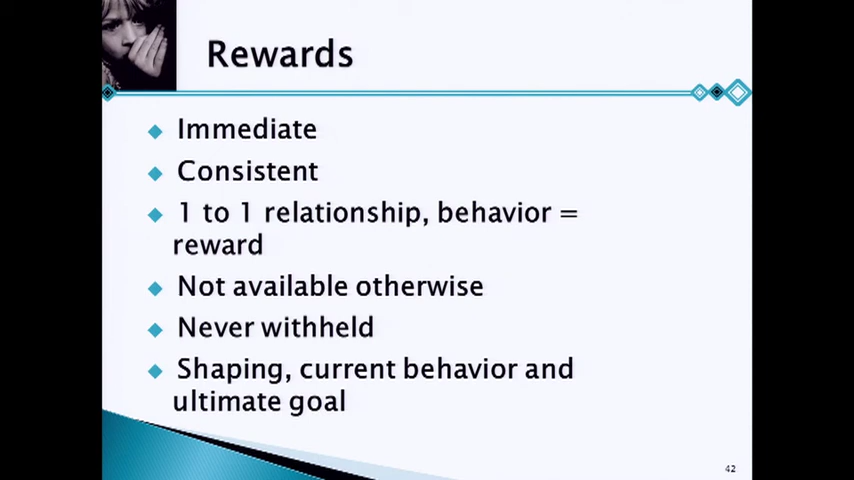 Rewards
Immediate
Consistent
1 to 1 relationship, behavior =
reward
Not available otherwise
Never withheld
Shaping, current behavior and
ultimate goal
42